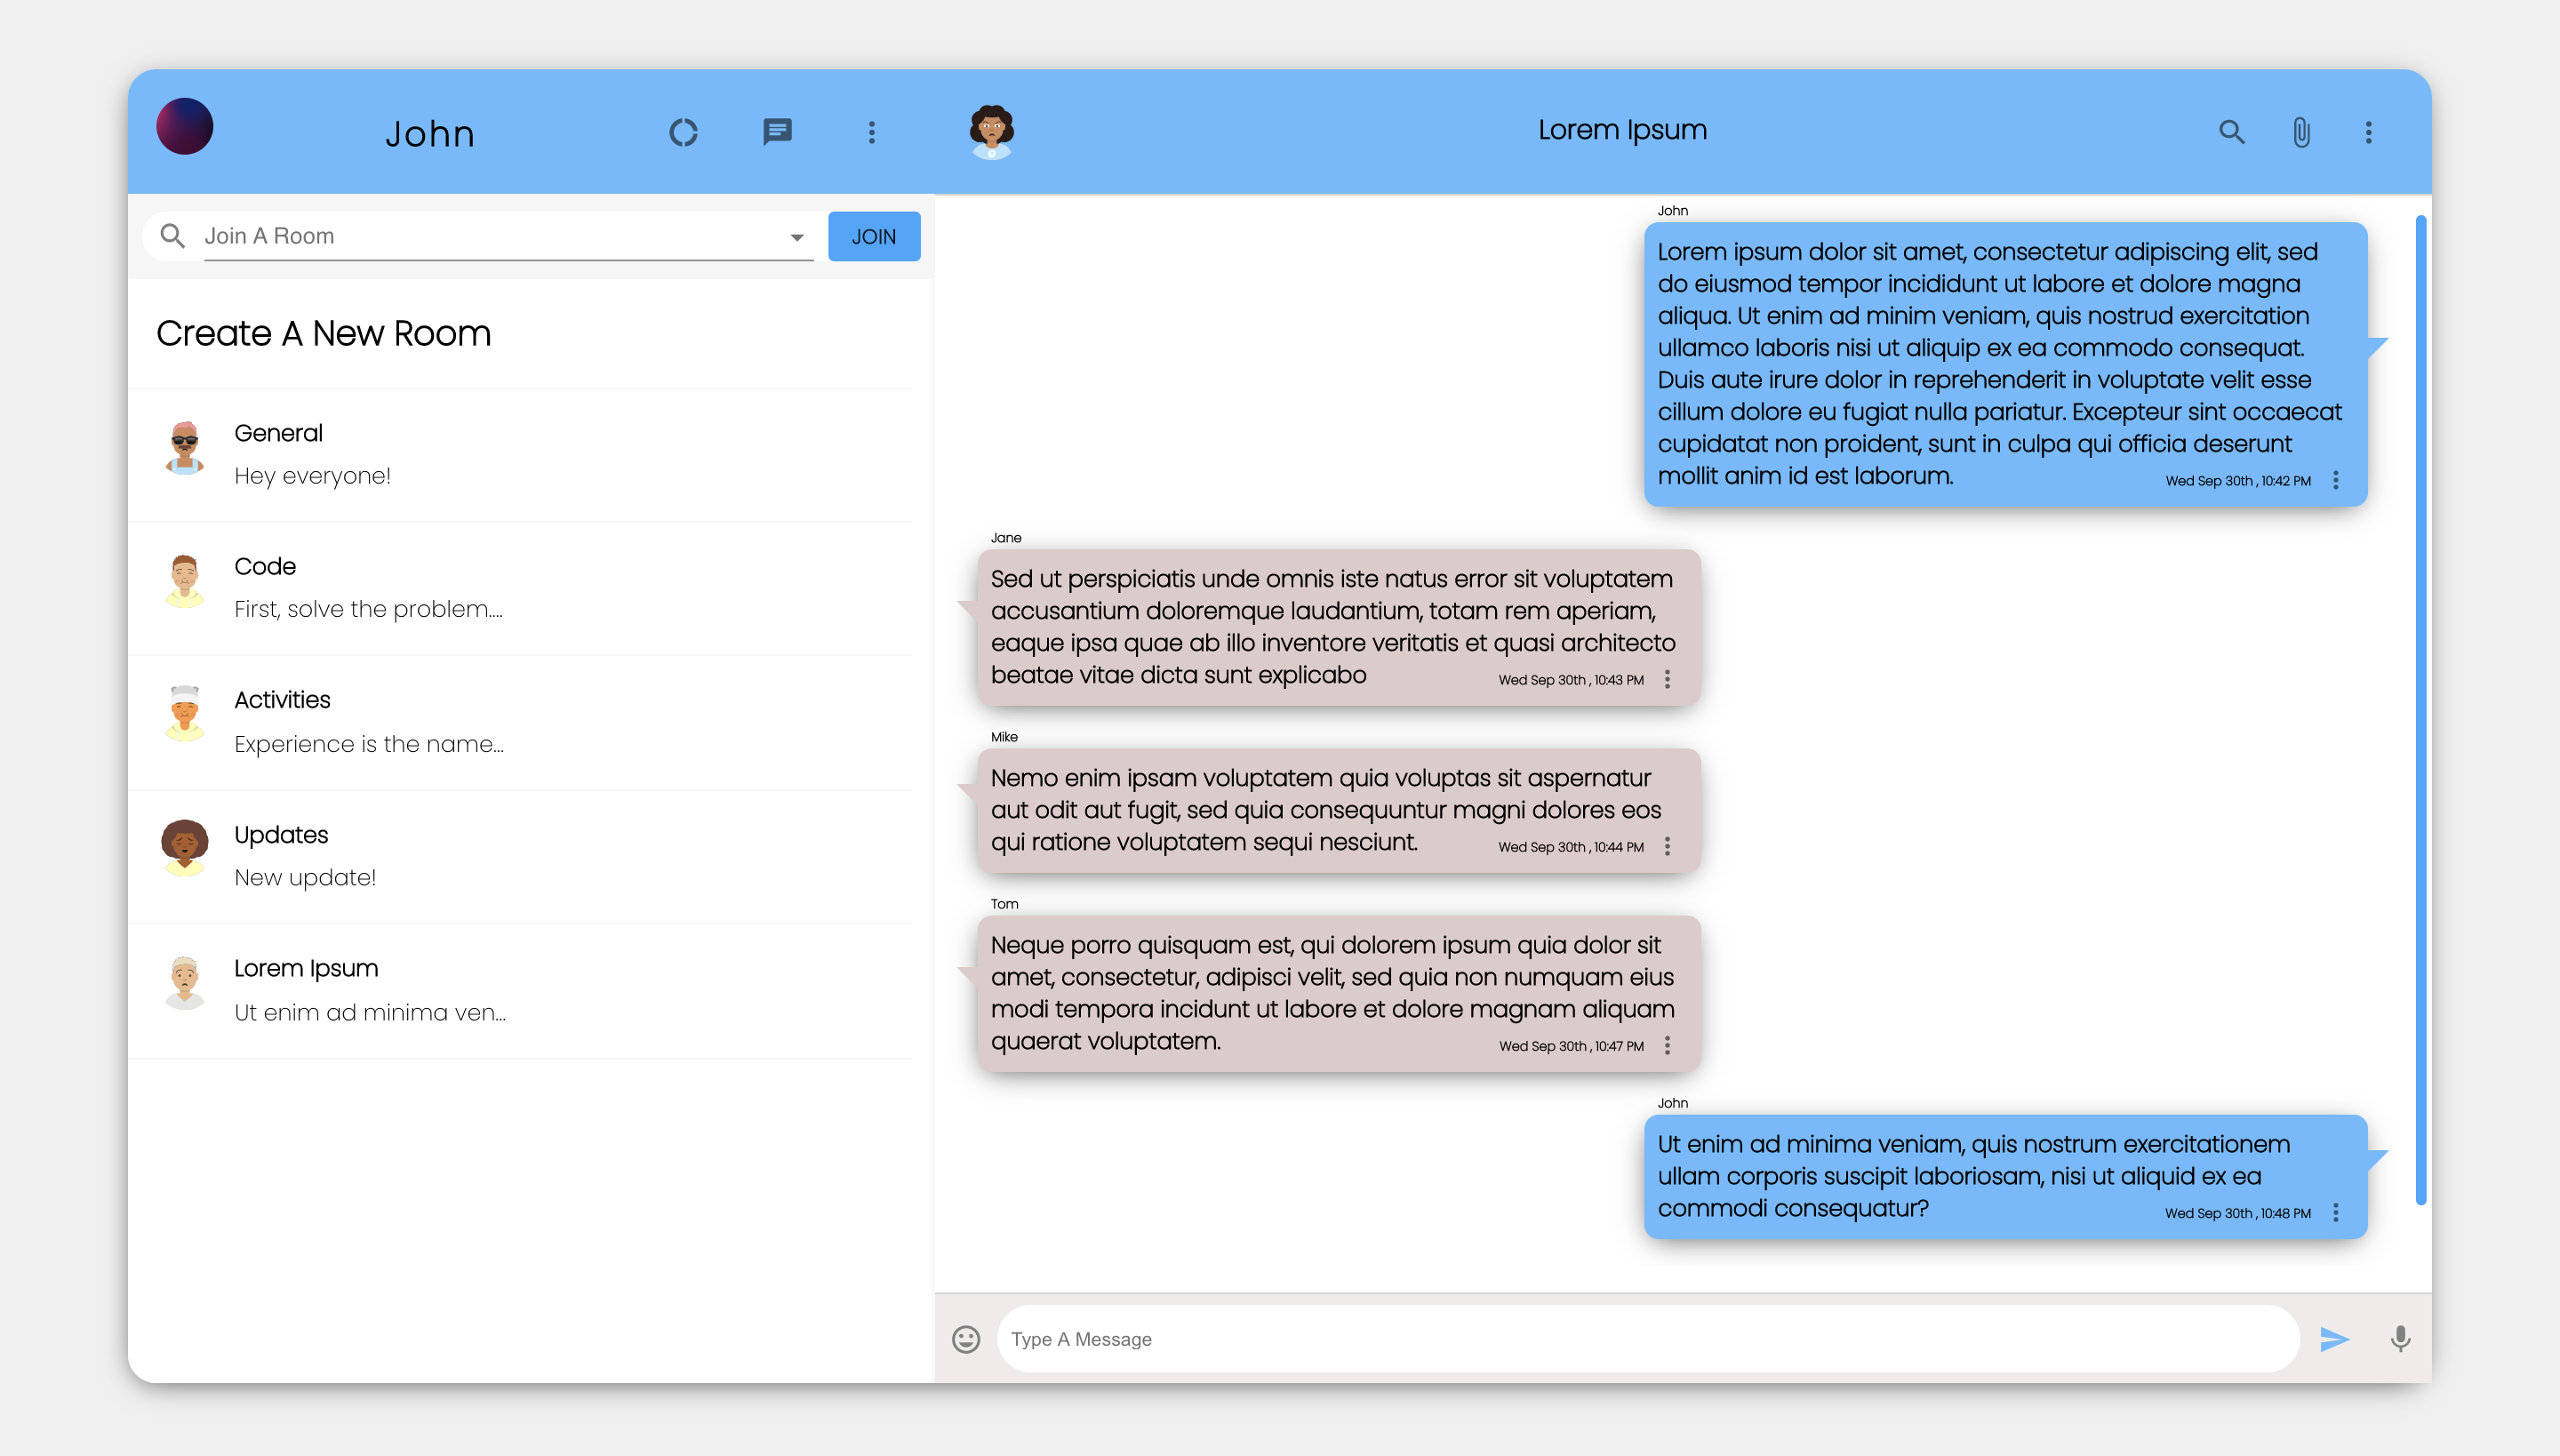 John
Join A Room
JOIN
Create A New Room
General
Hey everyone!
Code
First, solve the problem....
Activities
Experience is the name...
Updates
New update!
Lorem Ipsum
Ut enim ad minima ven...
Lorem Ipsum
John
Lorem ipsum dolor sit amet, consectetur adipiscing elit, sed
do eiusmod tempor incididunt ut labore et dolore magna
aliqua. Ut enim ad minim veniam, quis nostrud exercitation
ullamco laboris nisi ut aliquip ex ea commodo consequat.
Duis aute irure dolor in reprehenderit in voluptate velit esse
cillum dolore eu fugiat nulla pariatur. Excepteur sint occaecat
cupidatat non proident, sunt in culpa qui officia deserunt
mollit anim id est laborum.
Wed Sep 30th , 10:42 PM
Jane
Sed ut perspiciatis unde omnis iste natus error sit voluptatem
accusantium doloremque laudantium, totam rem aperiam,
eaque ipsa quae ab illo inventore veritatis et quasi architecto
beatae vitae dicta sunt explicabo
Wed Sep 30th , 10:43 PM
Mike
Nemo enim ipsam voluptatem quia voluptas sit aspernatur
aut odit aut fugit, sed quia consequuntur magni dolores eos
qui ratione voluptatem sequi nesciunt.
Wed Sep 30th , 10:44 PM
Tom
Neque porro quisquam est, qui dolorem ipsum quia dolor sit
amet, consectetur, adipisci velit, sed quia non numquam eius
modi tempora incidunt ut labore et dolore magnam aliquam
quaerat voluptatem.
Wed Sep 30th , 10:47 PM
John
Ut enim ad minima veniam, quis nostrum exercitationem
ullam corporis suscipit laboriosam, nisi ut aliquid ex ea
commodi consequatur?
Wed Sep 30th , 10:48 PM
Type A Message